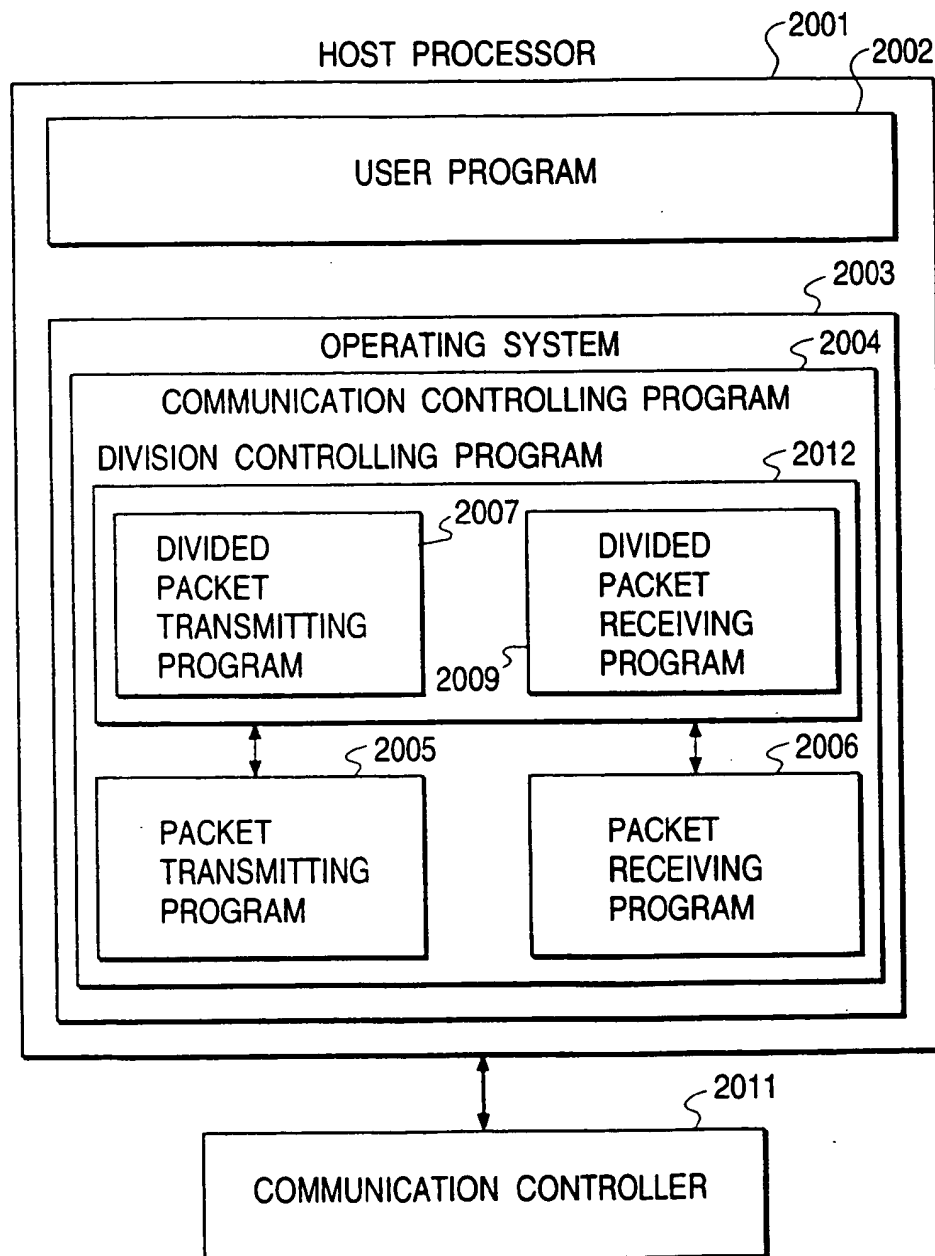 2001
HOST PROCESSOR
2002
USER PROGRAM
2003
OPERATING SYSTEM
2004
COMMUNICATION CONTROLLING PROGRAM
DIVISION CONTROLLING PROGRAM
2012
2007
DIVIDED
PACKET
TRANSMITTING
PROGRAM
DIVIDED
PACKET
RECEIVING
PROGRAM
2009
2005
2006
PACKET
TRANSMITTING
PROGRAM
PACKET
RECEIVING
PROGRAM
2011
COMMUNICATION CONTROLLER